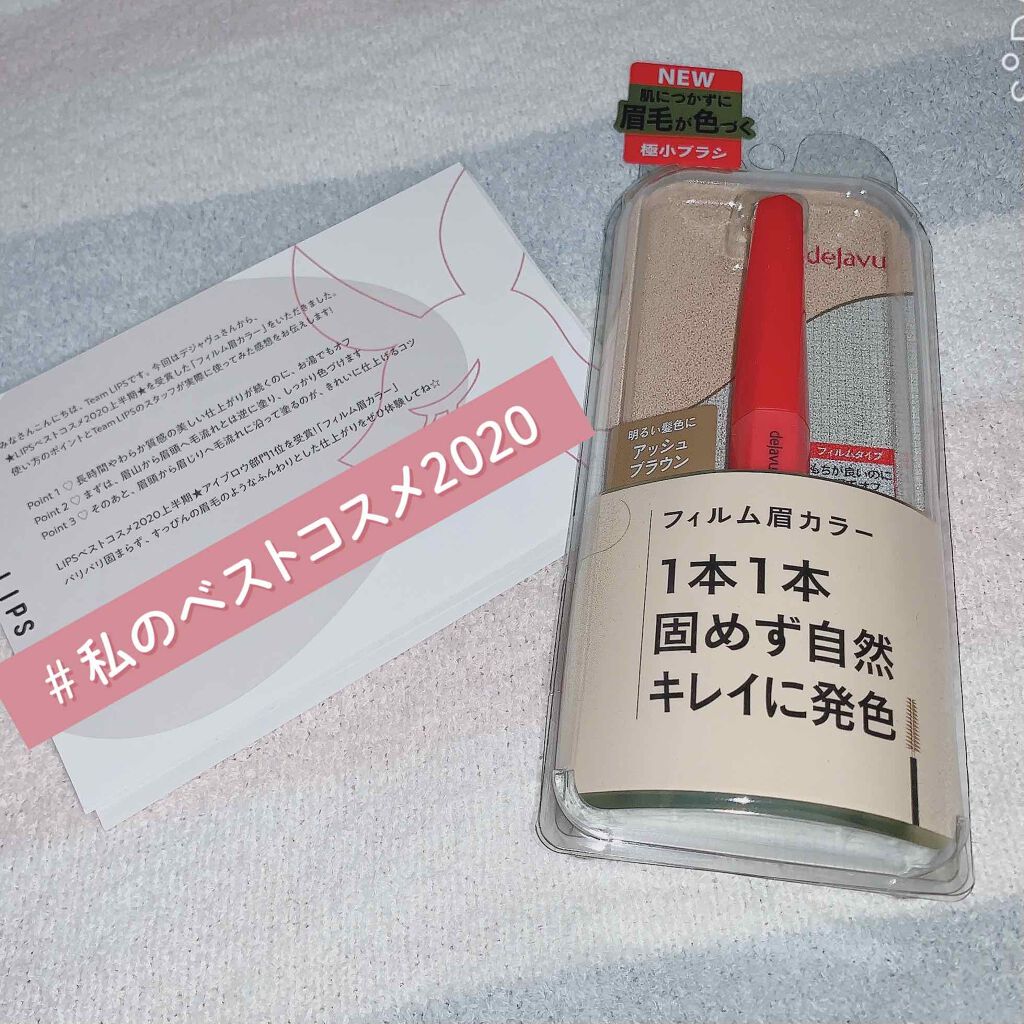 NEW
肌につかずに
眉毛が色づく
極小ブラシ
dejavu
明るい髪色に
アッシュ
ブラウン
dejavu
フィルムタイプ
もちが良いのに
フィルム眉カラー
1本1本
固めず自然
キレイに発色
みなさんこんにちは、Team LIPSです。今回はデジャヴュさんから、
★LIPSベストコスメ2020上半期★を受賞した「フィルム眉カラー」をいただきました。
使い方のポイントとTeam LIPSのスタッフが実際に使ってみた感想をお伝えします!
Point 1 ♡ 長時間やわらか質感の美しい仕上がりが続くのに、お湯でもオフ
Point 2 ♡ まずは、眉山から眉頭へ毛流れとは逆に塗り、しっかり色づけます
Point 3 ♡ そのあと、眉頭から眉じりへ毛流れに沿って塗るのが、きれいに仕上げるコツ
LIPSベストコスメ2020上半期★アイブロウ部門1位を受賞!「フィルム眉カラー」
パリパリ固まらず、すっぴんの眉毛のようなふんわりとした仕上がりをぜひ体験してね☆
LIPS
#私のベストコスメ2020